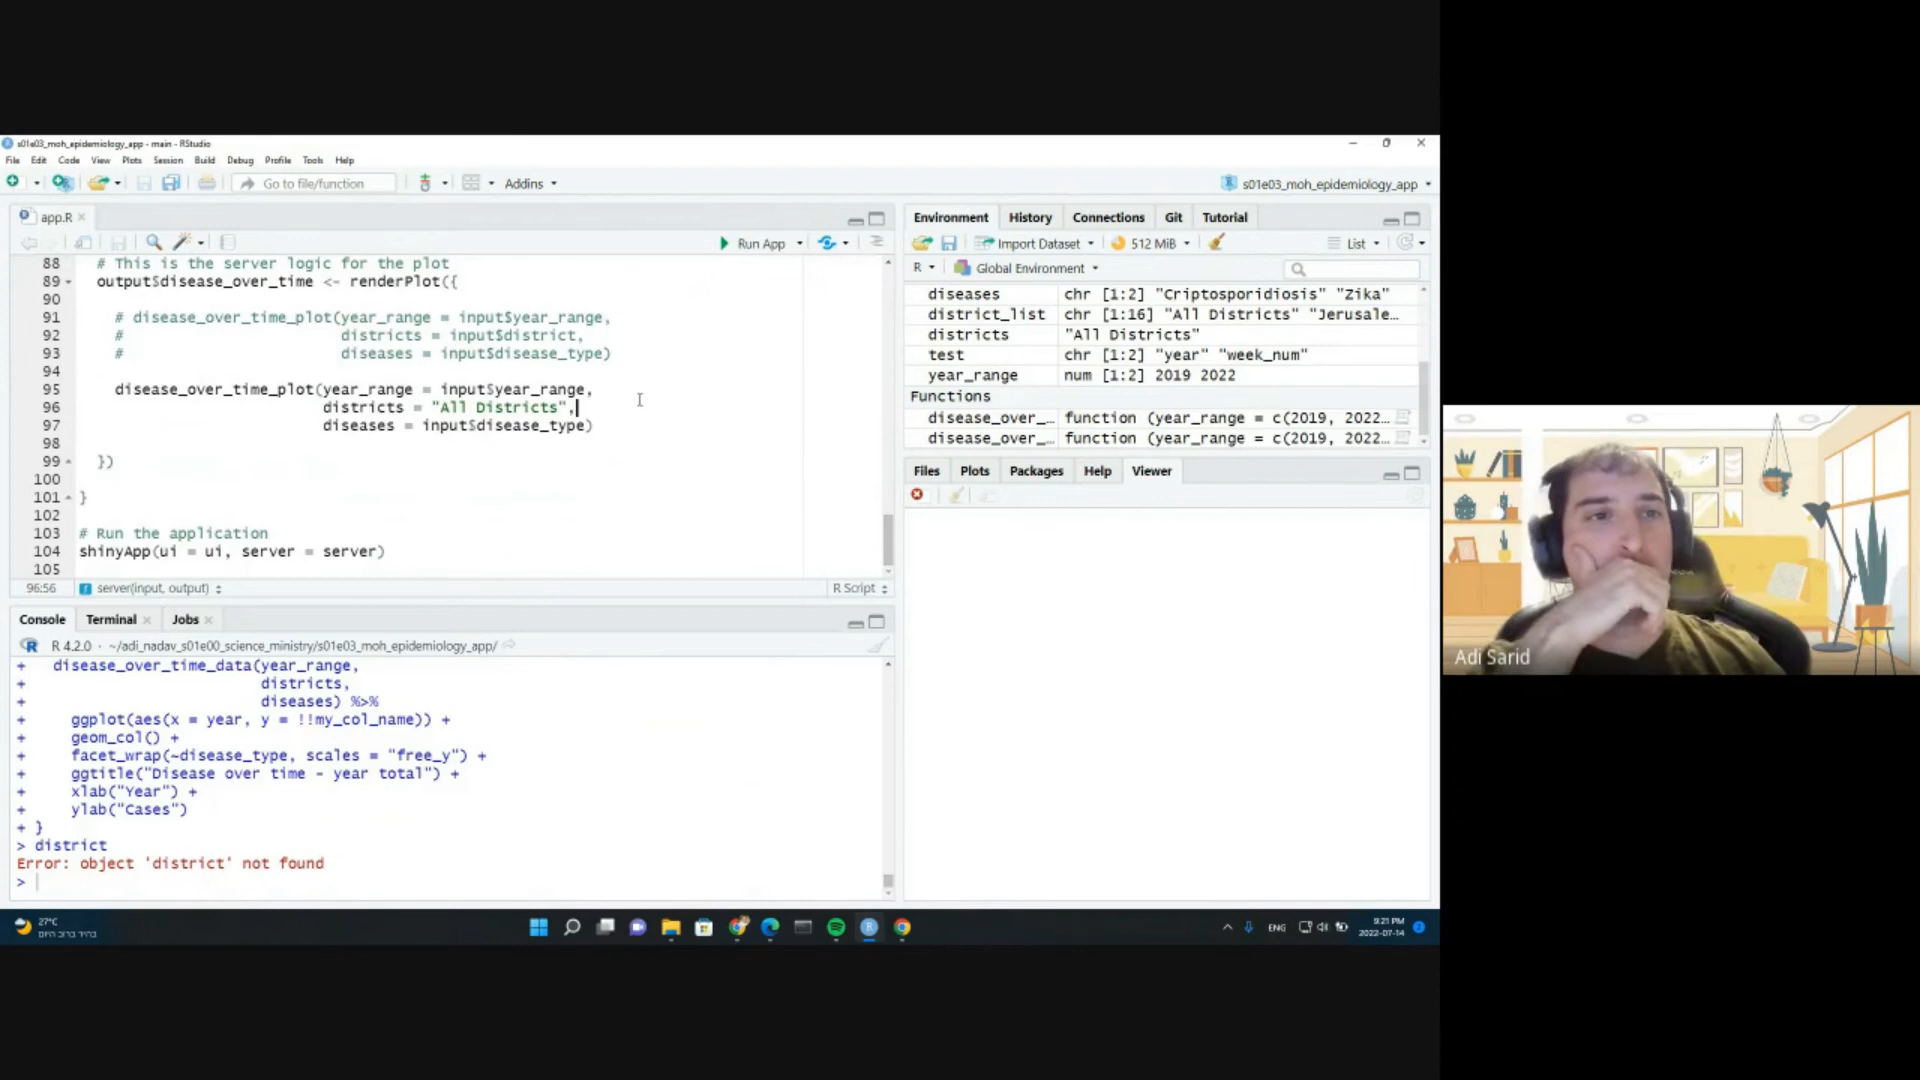 s01e03_moh_epidemiology_app - main - RStudio
File Edit Code View Plots Session Build Debug Profile Tools Help
Go to file/function Addins s01e03_moh_epidemiology_app
app.R
Run App
88 # This is the server logic for the plot
89 output$disease_over_time <- renderPlot({
90
91 # disease_over_time_plot(year_range = input$year_range,
92 # districts = input$district,
93 # diseases = input$disease_type)
94
95 disease_over_time_plot(year_range = input$year_range,
96 districts = "All Districts",
97 diseases = input$disease_type)
98
99 })
100
101 }
102
103 # Run the application
104 shinyApp(ui = ui, server = server)
105
96:56 server(input, output) R Script
Console Terminal Jobs
R 4.2.0 · ~/adi_nadav_s01e00_science_ministry/s01e03_moh_epidemiology_app/
+ disease_over_time_data(year_range,
+ districts,
+ diseases) %>%
+ ggplot(aes(x = year, y = !!my_col_name)) +
+ geom_col() +
+ facet_wrap(~disease_type, scales = "free_y") +
+ ggtitle("Disease over time - year total") +
+ xlab("Year") +
+ ylab("Cases")
+ }
> district
Error: object 'district' not found
>
Environment History Connections Git Tutorial
Import Dataset 512 MiB List
R Global Environment
diseases chr [1:2] "Criptosporidiosis" "Zika"
district_list chr [1:16] "All Districts" "Jerusale…
districts "All Districts"
test chr [1:2] "year" "week_num"
year_range num [1:2] 2019 2022
Functions
disease_over_… function (year_range = c(2019, 2022…
disease_over_… function (year_range = c(2019, 2022…
Files Plots Packages Help Viewer
Adi Sarid
27°C
בהיר ברוב היום
ENG
9:21 PM
2022-07-14